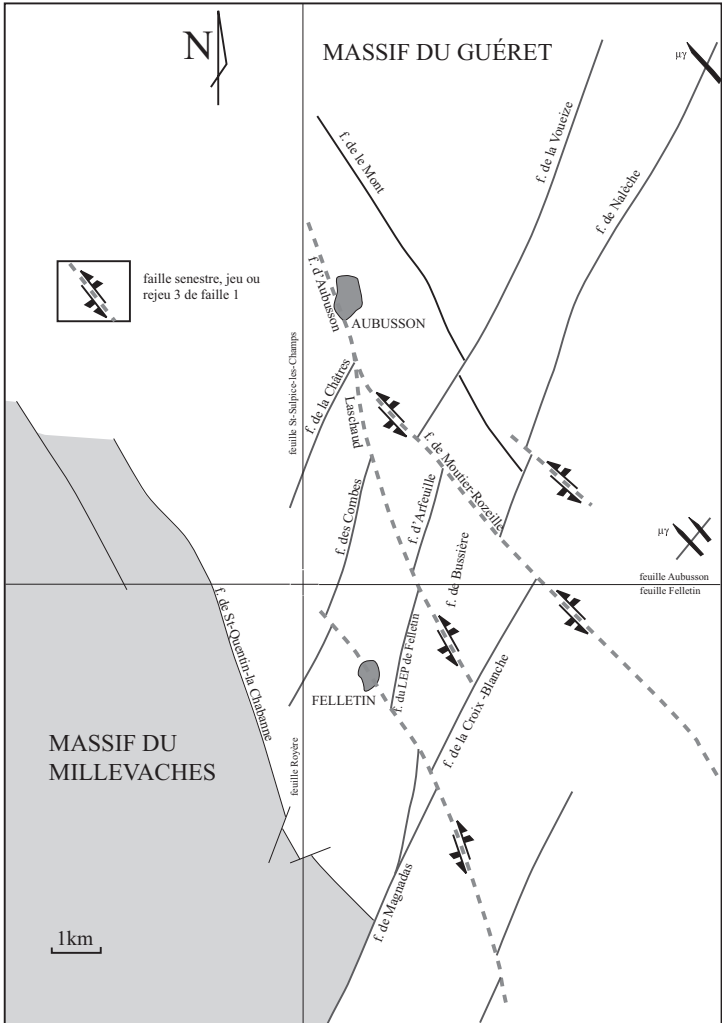 N
MASSIF DU GUÉRET
μγ
f. de le Mont
f. de la Voueize
f. de Nalèche
faille senestre, jeu ou
rejeu 3 de faille 1
f. d'Aubusson
AUBUSSON
feuille St-Sulpice-les-Champs
f. de la Châtres
Laschaud
f. de Moutier-Rozeille
f. des Combes
f. d'Arfeuille
f. de Bussière
μγ
feuille Aubusson
feuille Felletin
f. de St-Quentin-la Chabanne
f. du LEP de Felletin
FELLETIN
f. de la Croix -Blanche
MASSIF DU
MILLEVACHES
feuille Royère
f. de Magnadas
1km